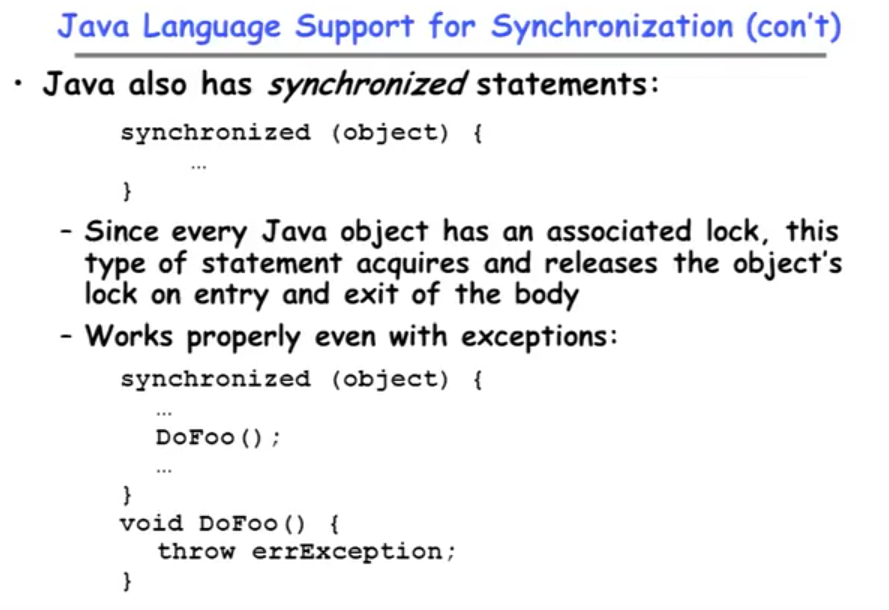 Java Language Support for Synchronization (con't)
• Java also has synchronized statements:
synchronized (object) {
...
}
– Since every Java object has an associated lock, this
type of statement acquires and releases the object's
lock on entry and exit of the body
– Works properly even with exceptions:
synchronized (object) {
...
DoFoo();
...
}
void DoFoo() {
throw errException;
}